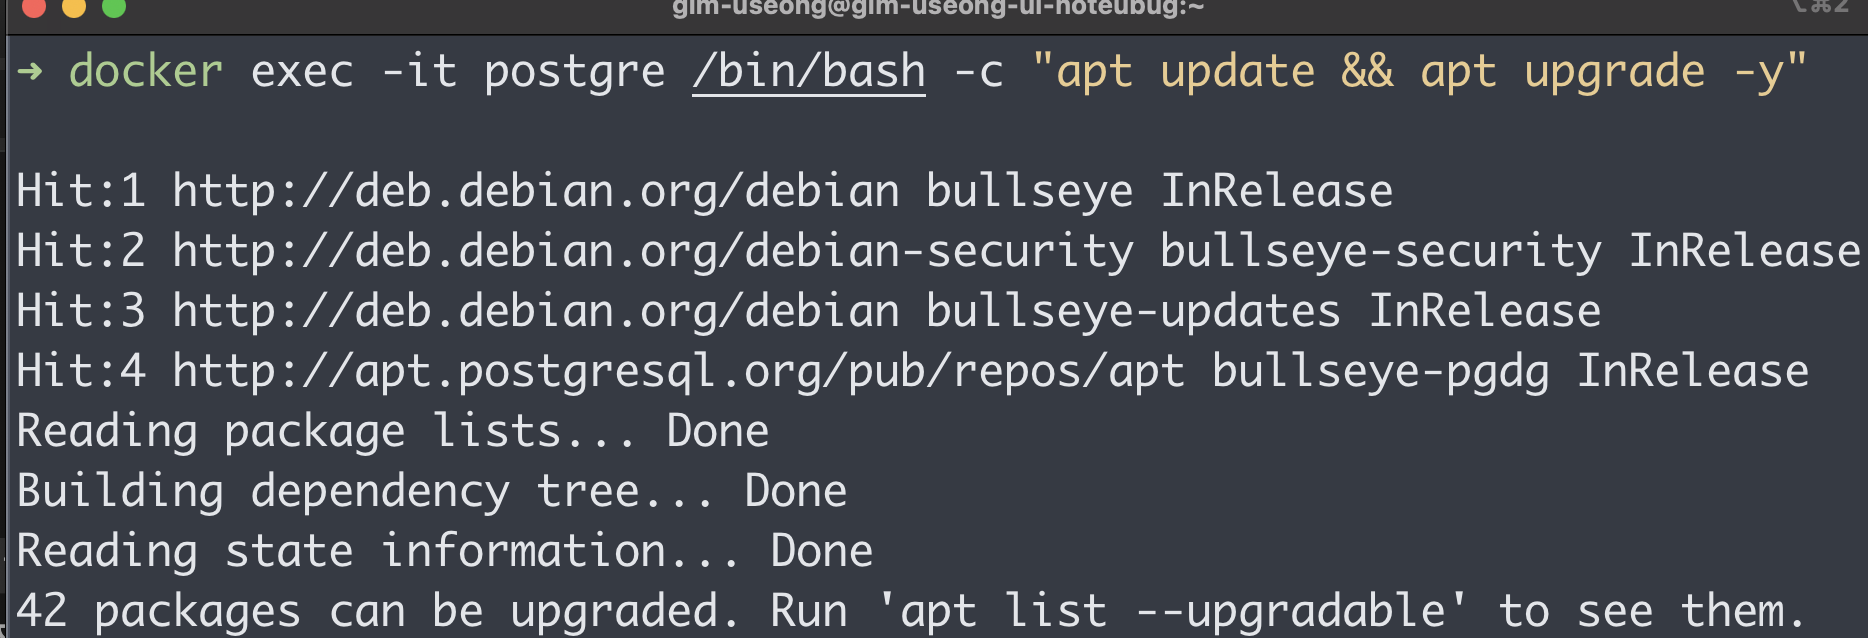 gim-useong@gim-useong-ui-noteubug:~
⌥⌘2
→ docker exec -it postgre /bin/bash -c "apt update && apt upgrade -y"
Hit:1 http://deb.debian.org/debian bullseye InRelease
Hit:2 http://deb.debian.org/debian-security bullseye-security InRelease
Hit:3 http://deb.debian.org/debian bullseye-updates InRelease
Hit:4 http://apt.postgresql.org/pub/repos/apt bullseye-pgdg InRelease
Reading package lists... Done
Building dependency tree... Done
Reading state information... Done
42 packages can be upgraded. Run 'apt list --upgradable' to see them.